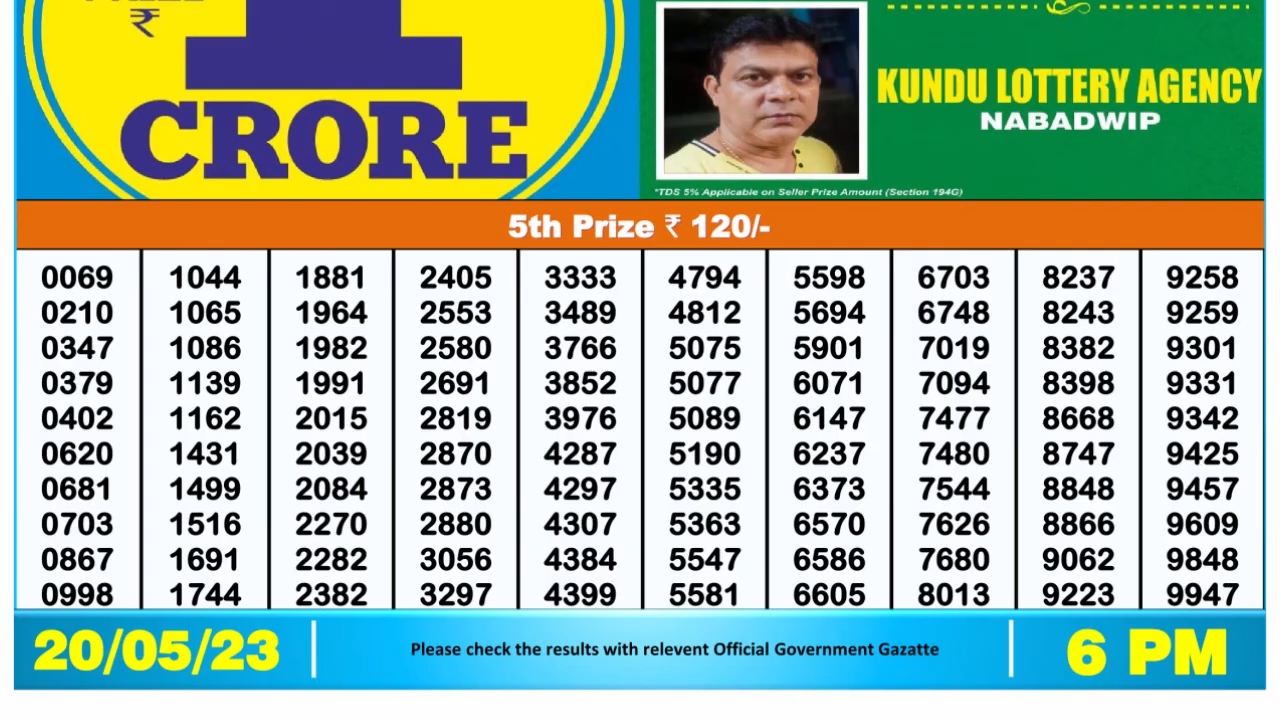 ₹
1
CRORE
KUNDU LOTTERY AGENCY
NABADWIP
*TDS 5% Applicable on Seller Prize Amount (Section 194G)
5th Prize ₹ 120/-
0069 1044 1881 2405 3333 4794 5598 6703 8237 9258
0210 1065 1964 2553 3489 4812 5694 6748 8243 9259
0347 1086 1982 2580 3766 5075 5901 7019 8382 9301
0379 1139 1991 2691 3852 5077 6071 7094 8398 9331
0402 1162 2015 2819 3976 5089 6147 7477 8668 9342
0620 1431 2039 2870 4287 5190 6237 7480 8747 9425
0681 1499 2084 2873 4297 5335 6373 7544 8848 9457
0703 1516 2270 2880 4307 5363 6570 7626 8866 9609
0867 1691 2282 3056 4384 5547 6586 7680 9062 9848
0998 1744 2382 3297 4399 5581 6605 8013 9223 9947
20/05/23 Please check the results with relevent Official Government Gazatte 6 PM